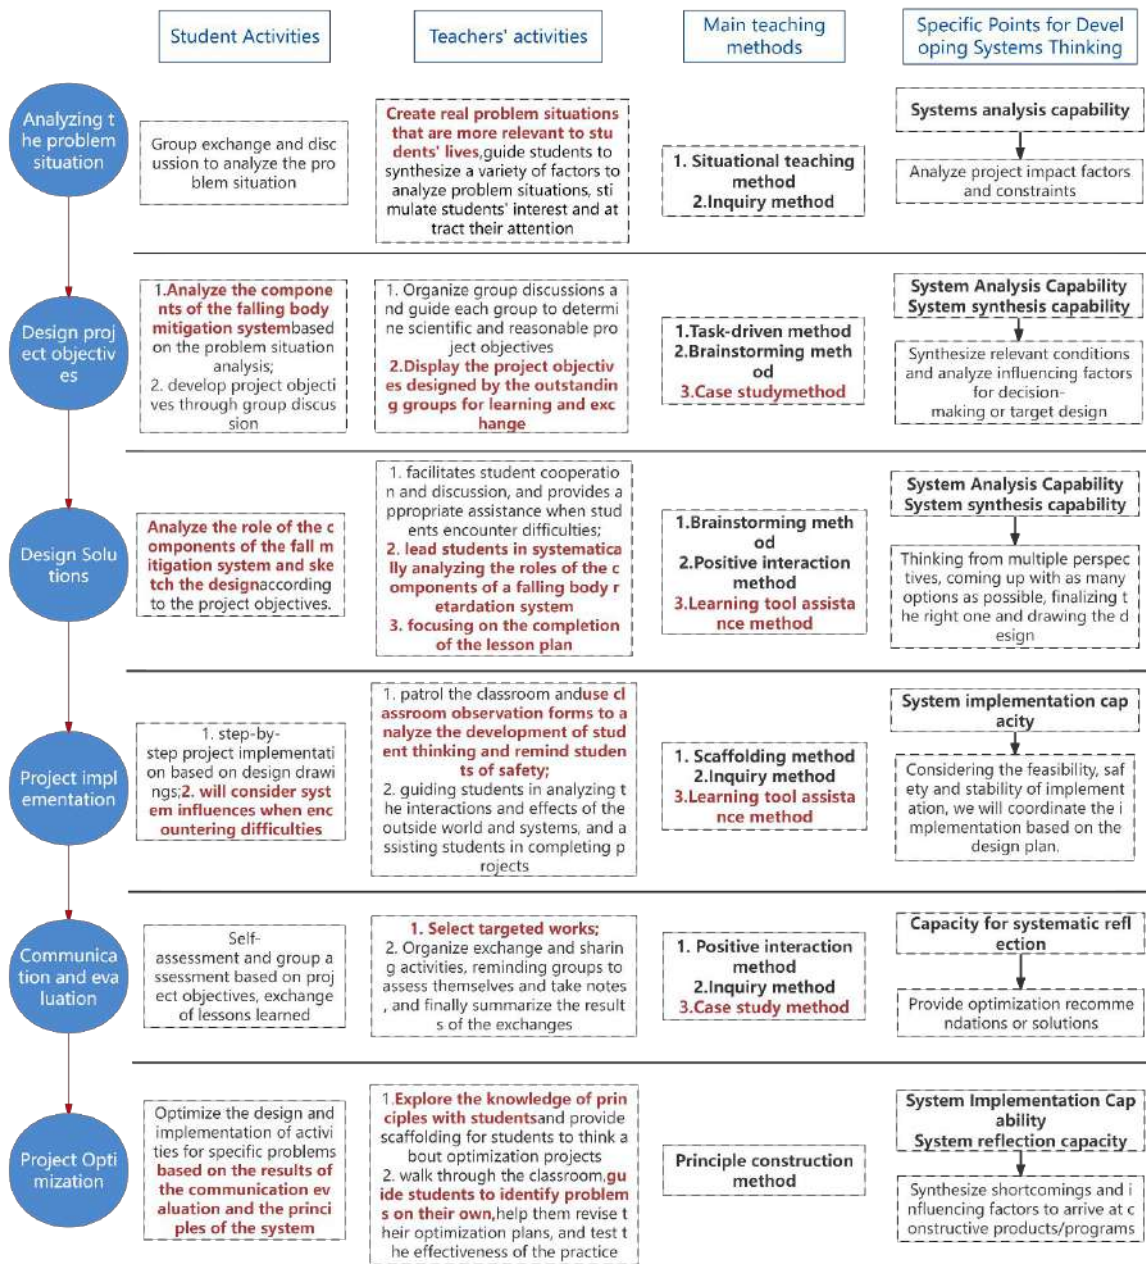 Student Activities
Teachers' activities
Main teaching
methods
Specific Points for Devel
oping Systems Thinking
Analyzing t
he problem
situation
Group exchange and disc
ussion to analyze the pro
blem situation
Create real problem situations
that are more relevant to stu
dents' lives,guide students to
synthesize a variety of factors to
analyze problem situations, sti
mulate students' interest and at
tract their attention
1. Situational teaching
method
2.Inquiry method
Systems analysis capability
Analyze project impact factors
and constraints
Design proj
ect objectiv
es
1.Analyze the compone
nts of the falling body
mitigation systembased
on the problem situation
analysis;
2. develop project objecti
ves through group discus
sion
1. Organize group discussions a
nd guide each group to determi
ne scientific and reasonable pro
ject objectives
2.Display the project objectiv
es designed by the outstandin
g groups for learning and exc
hange
1.Task-driven method
2.Brainstorming meth
od
3.Case studymethod
System Analysis Capability
System synthesis capability
Synthesize relevant conditions
and analyze influencing factors
for decision-
making or target design
Design Solu
tions
Analyze the role of the c
omponents of the fall m
itigation system and ske
tch the designaccording
to the project objectives.
1. facilitates student cooperatio
n and discussion, and provides a
ppropriate assistance when stud
ents encounter difficulties;
2. lead students in systematica
lly analyzing the roles of the c
omponents of a falling body r
etardation system
3. focusing on the completion
of the lesson plan
1.Brainstorming meth
od
2.Positive interaction
method
3.Learning tool assista
nce method
System Analysis Capability
System synthesis capability
Thinking from multiple perspect
ives, coming up with as many
options as possible, finalizing t
he right one and drawing the d
esign
Project impl
ementation
1. step-by-
step project implementati
on based on design drawi
ngs;2. will consider syst
em influences when enc
ountering difficulties
1. patrol the classroom anduse cl
assroom observation forms to a
nalyze the development of stud
ent thinking and remind studen
ts of safety;
2. guiding students in analyzing t
he interactions and effects of the
outside world and systems, and a
ssisting students in completing p
rojects
1. Scaffolding method
2.Inquiry method
3.Learning tool assista
nce method
System implementation cap
acity
Considering the feasibility, saf
ety and stability of implement
ation, we will coordinate the i
mplementation based on the
design plan.
Communica
tion and eva
luation
Self-
assessment and group a
ssessment based on proj
ect objectives, exchange
of lessons learned
1. Select targeted works;
2. Organize exchange and sharin
g activities, reminding groups to
assess themselves and take notes
, and finally summarize the result
s of the exchanges
1. Positive interaction
method
2.Inquiry method
3.Case study method
Capacity for systematic refl
ection
Provide optimization recomme
ndations or solutions
Project Opti
mization
Optimize the design and
implementation of activi
ties for specific problems
based on the results of
the communication ev
aluation and the princi
ples of the system
1.Explore the knowledge of prin
ciples with studentsand provide
scaffolding for students to think a
bout optimization projects
2. walk through the classroom,gu
ide students to identify problem
s on their own,help them revise t
heir optimization plans, and test t
he effectiveness of the practice
Principle construction
method
System Implementation Cap
ability
System reflection capacity
Synthesize shortcomings and i
nfluencing factors to arrive at c
onstructive products/programs